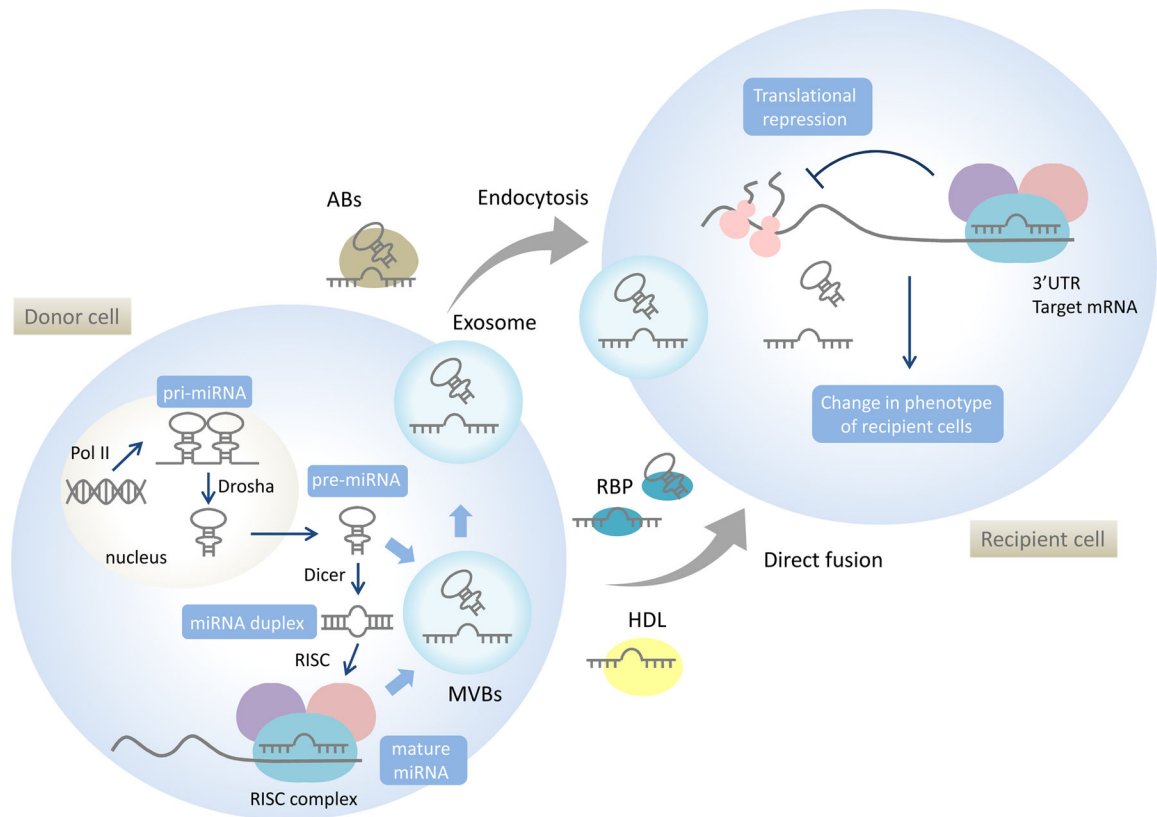 Translational
repression
ABs
Endocytosis
3’UTR
Target mRNA
Donor cell
Exosome
pri-miRNA
Change in phenotype
of recipient cells
Pol II
pre-miRNA
Drosha
RBP
nucleus
Recipient cell
Direct fusion
Dicer
miRNA duplex
HDL
RISC
MVBs
mature
miRNA
RISC complex